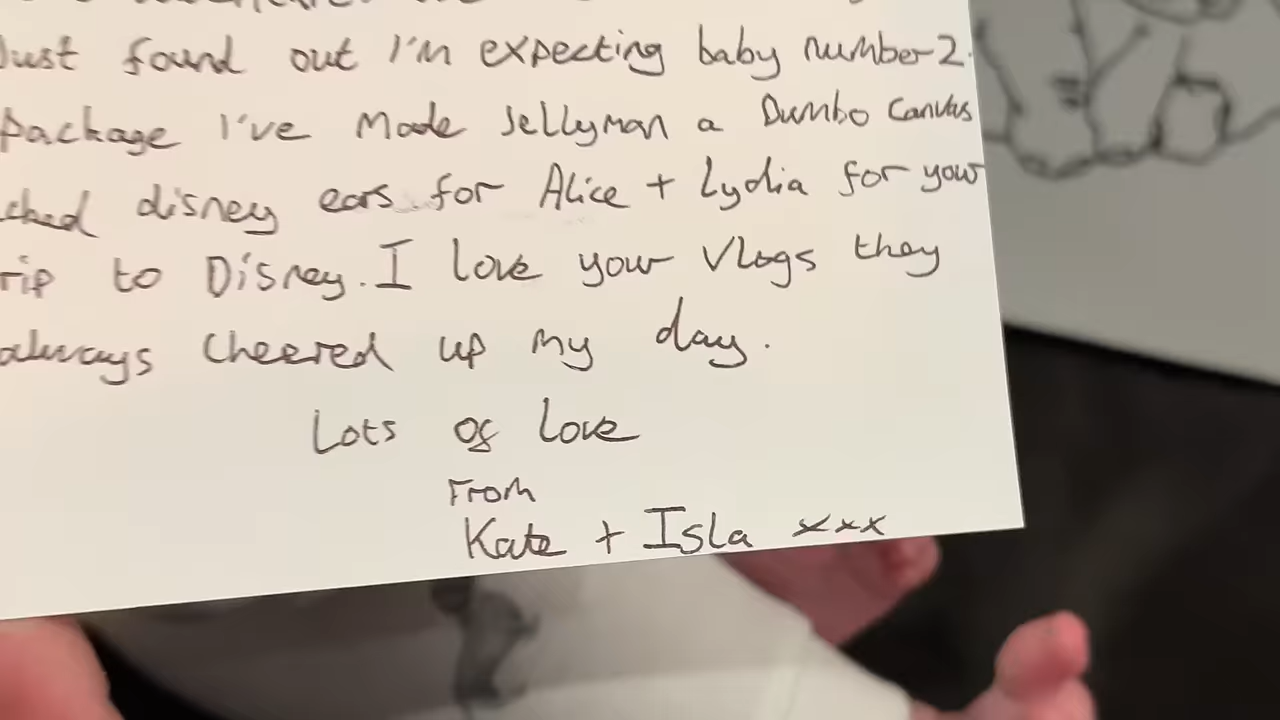 Just found out I'm expecting baby number 2.
package I've Made Jellyman a Dumbo Canvas
ched disney ears for Alice + Lydia for your
rip to Disney. I love your Vlogs they
always cheered up my day.
Lots of love
From
Kate + Isla xxx